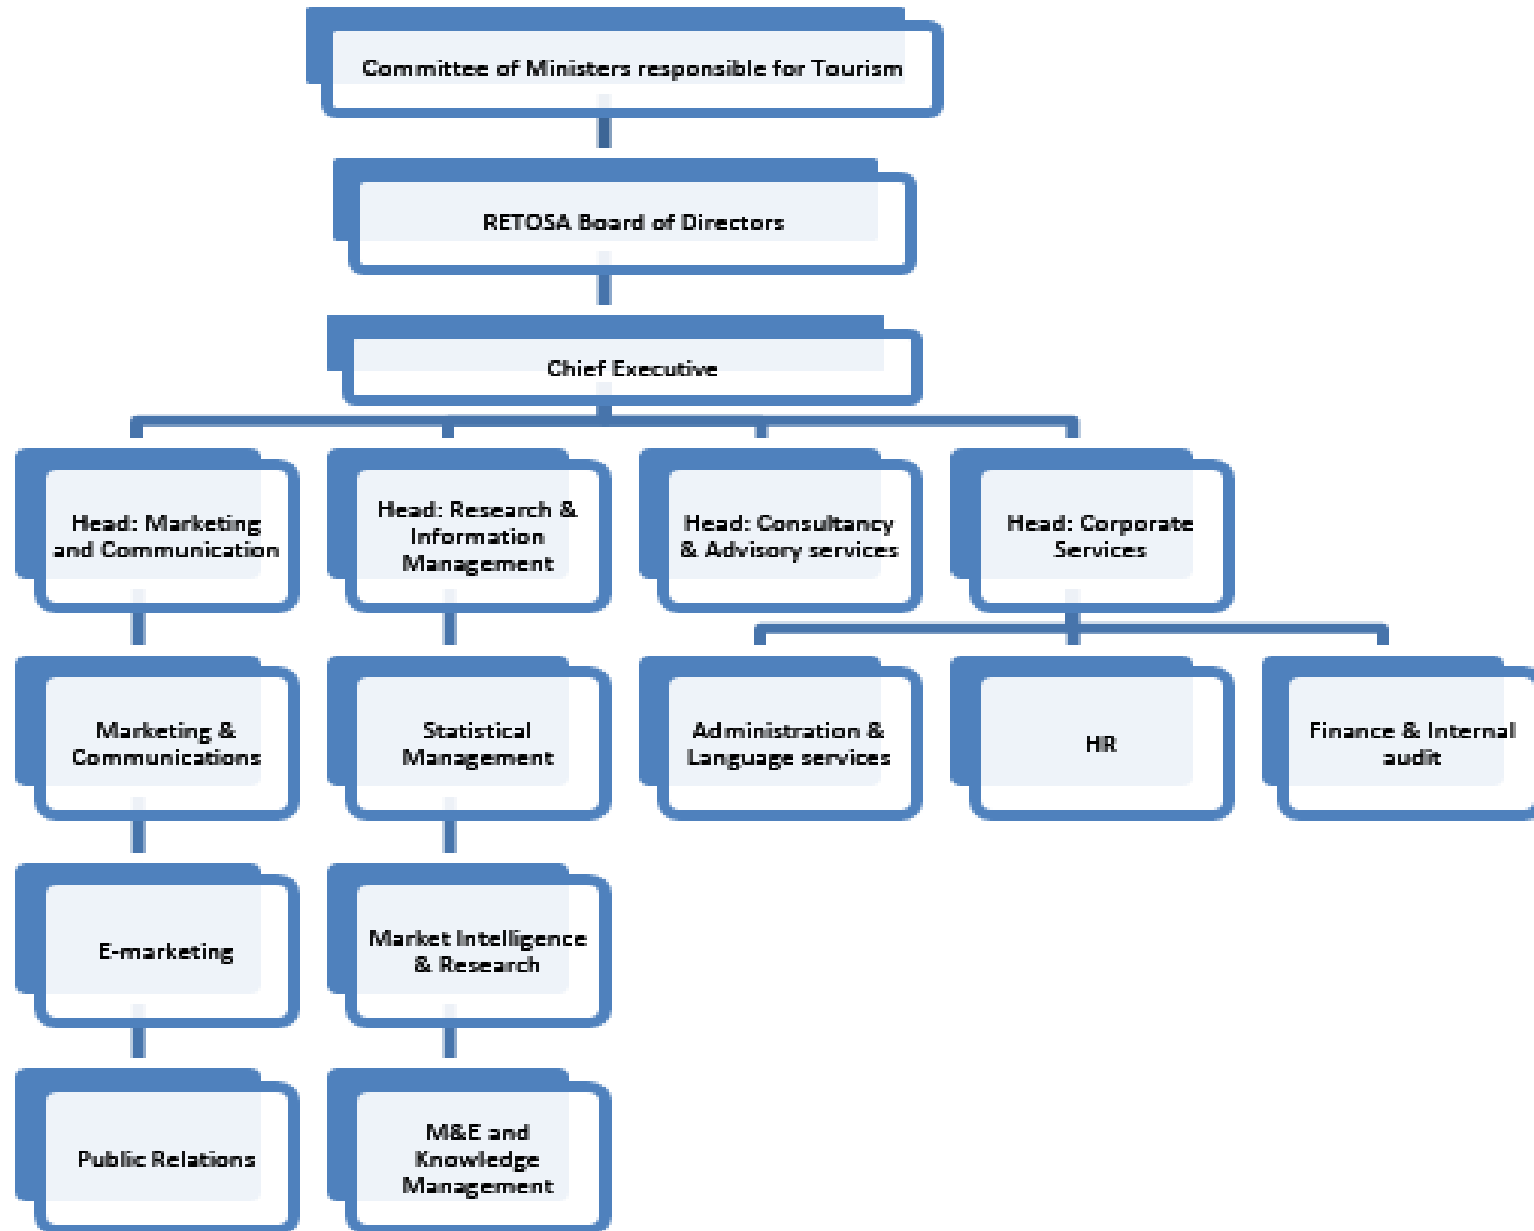 Committee of Ministers responsible for Tourism
RETOSA Board of Directors
Chief Executive
Head: Marketing
and Communication
Head: Research &
Information
Management
Head: Consultancy
& Advisory services
Head: Corporate
Services
Marketing &
Communications
Statistical
Management
Administration &
Language services
HR
Finance & Internal
audit
E-marketing
Market Intelligence
& Research
Public Relations
M&E and
Knowledge
Management